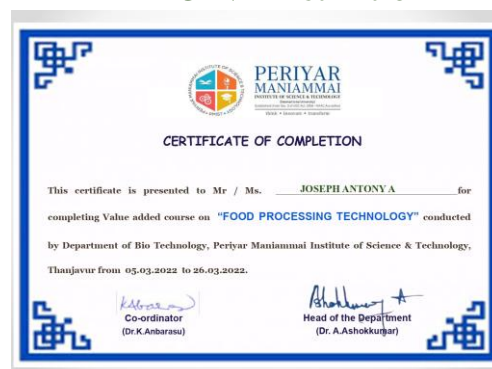 PERIYAR
MANIAMMAI
INSTITUTE OF SCIENCE & TECHNOLOGY
think • innovate • transform
CERTIFICATE OF COMPLETION
This certificate is presented to Mr / Ms. JOSEPH ANTONY A for
completing Value added course on “FOOD PROCESSING TECHNOLOGY” conducted
by Department of Bio Technology, Periyar Maniammai Institute of Science & Technology,
Thanjavur from 05.03.2022 to 26.03.2022.
Co-ordinator
(Dr.K.Anbarasu)
Head of the Department
(Dr. A.Ashokkumar)